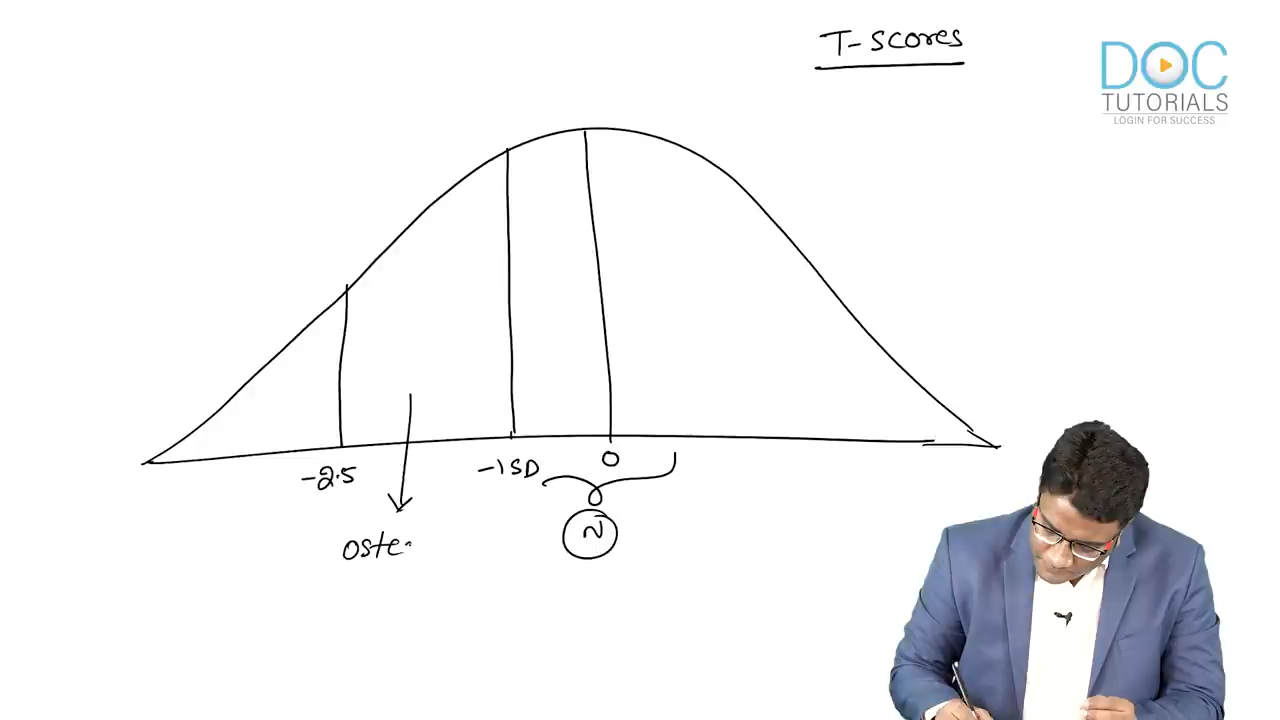 T-scores
DOC
TUTORIALS
LOGIN FOR SUCCESS
-2.5
-1SD
0
N
oste